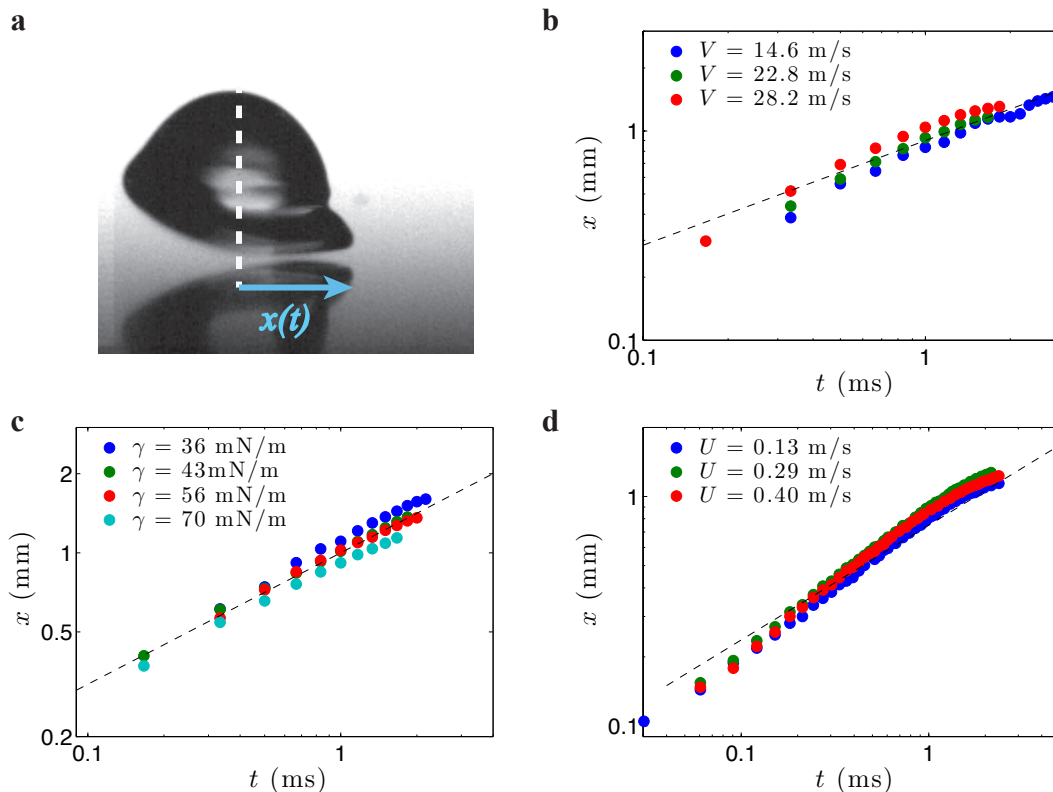 a
x(t)
b
V = 14.6 m/s
V = 22.8 m/s
V = 28.2 m/s
1
0.1
0.1
1
x (mm)
t (ms)
c
γ = 36 mN/m
γ = 43mN/m
γ = 56 mN/m
γ = 70 mN/m
2
1
0.5
0.2
0.1
1
x (mm)
t (ms)
d
U = 0.13 m/s
U = 0.29 m/s
U = 0.40 m/s
1
0.1
0.1
1
x (mm)
t (ms)